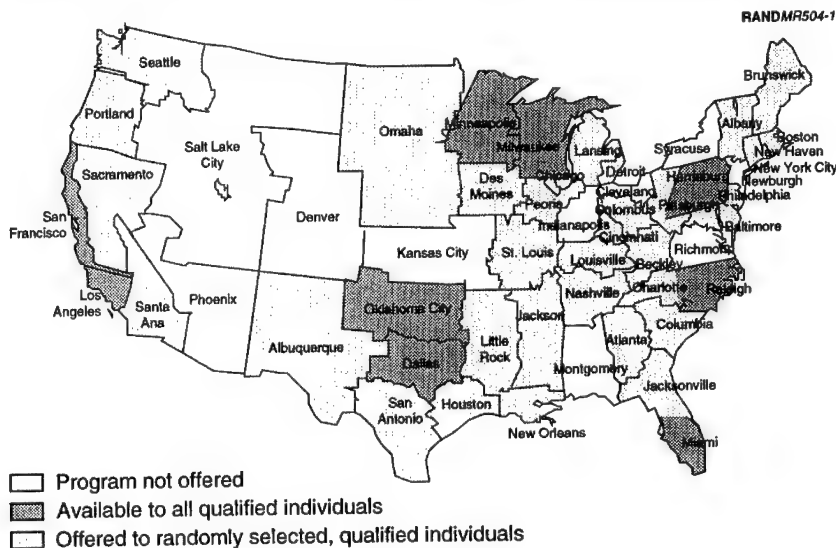 RANDMR504-1
Seattle
Brunswick
Portland
Minneapolis
Albany
Omaha
Boston
Salt Lake
City
Milwaukee
Lansing
Syracuse
New Haven
New York City
Sacramento
Des
Moines
Chicago
Detroit
Harrisburg
Newburgh
Cleveland
Philadelphia
Peoria
Columbus
Pittsburgh
San
Francisco
Denver
Indianapolis
Baltimore
Cincinnati
Kansas City
St. Louis
Richmond
Louisville
Beckley
Los
Angeles
Santa
Ana
Phoenix
Oklahoma City
Nashville
Charlotte
Raleigh
Jackson
Albuquerque
Little
Rock
Atlanta
Columbia
Dallas
Montgomery
San
Antonio
Houston
Jacksonville
New Orleans
Miami
Program not offered
Available to all qualified individuals
Offered to randomly selected, qualified individuals